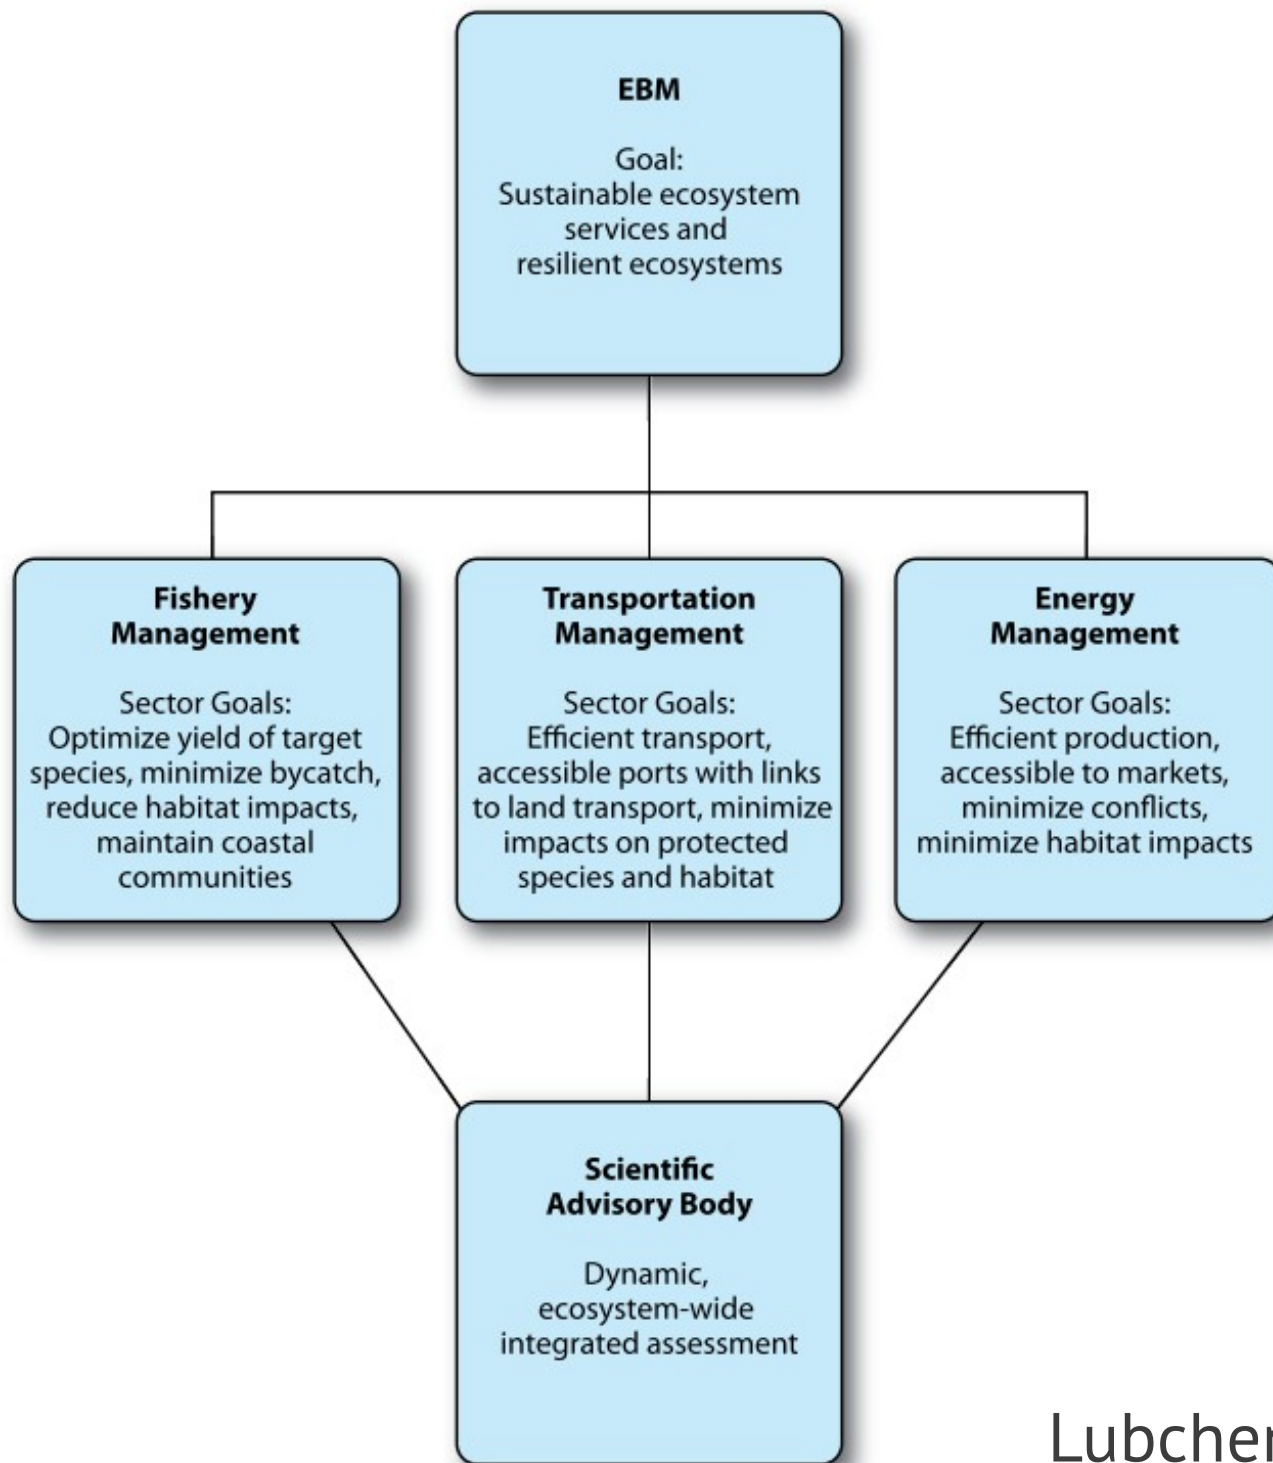 EBM
Goal:
Sustainable ecosystem
services and
resilient ecosystems
Fishery
Management
Sector Goals:
Optimize yield of target
species, minimize bycatch,
reduce habitat impacts,
maintain coastal
communities
Transportation
Management
Sector Goals:
Efficient transport,
accessible ports with links
to land transport, minimize
impacts on protected
species and habitat
Energy
Management
Sector Goals:
Efficient production,
accessible to markets,
minimize conflicts,
minimize habitat impacts
Scientific
Advisory Body
Dynamic,
ecosystem-wide
integrated assessment